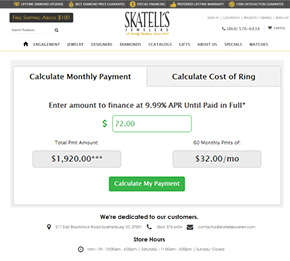 LIFETIME DIAMOND UPGRADE BEST DIAMOND PRICE GUARANTEE SPECIAL FINANCING PREFERRED LIFETIME WARRANTY 100% SATISFACTION GUARANTEE
Free Shipping Above $100
SKATELL'S
JEWELERS
(864) 576-6434
Search Products
ENGAGEMENT JEWELRY DESIGNERS DIAMONDS ECATALOGS GIFTS ABOUT US SPECIALS WATCHES
Calculate Monthly Payment Calculate Cost of Ring
Enter amount to finance at 9.99% APR Until Paid in Full*
$ 72.00
Total Pmt Amount: 60 Monthly Pmts of:
$1,920.00*** $32.00/mo
Calculate My Payment
We're dedicated to our customers.
Store Hours